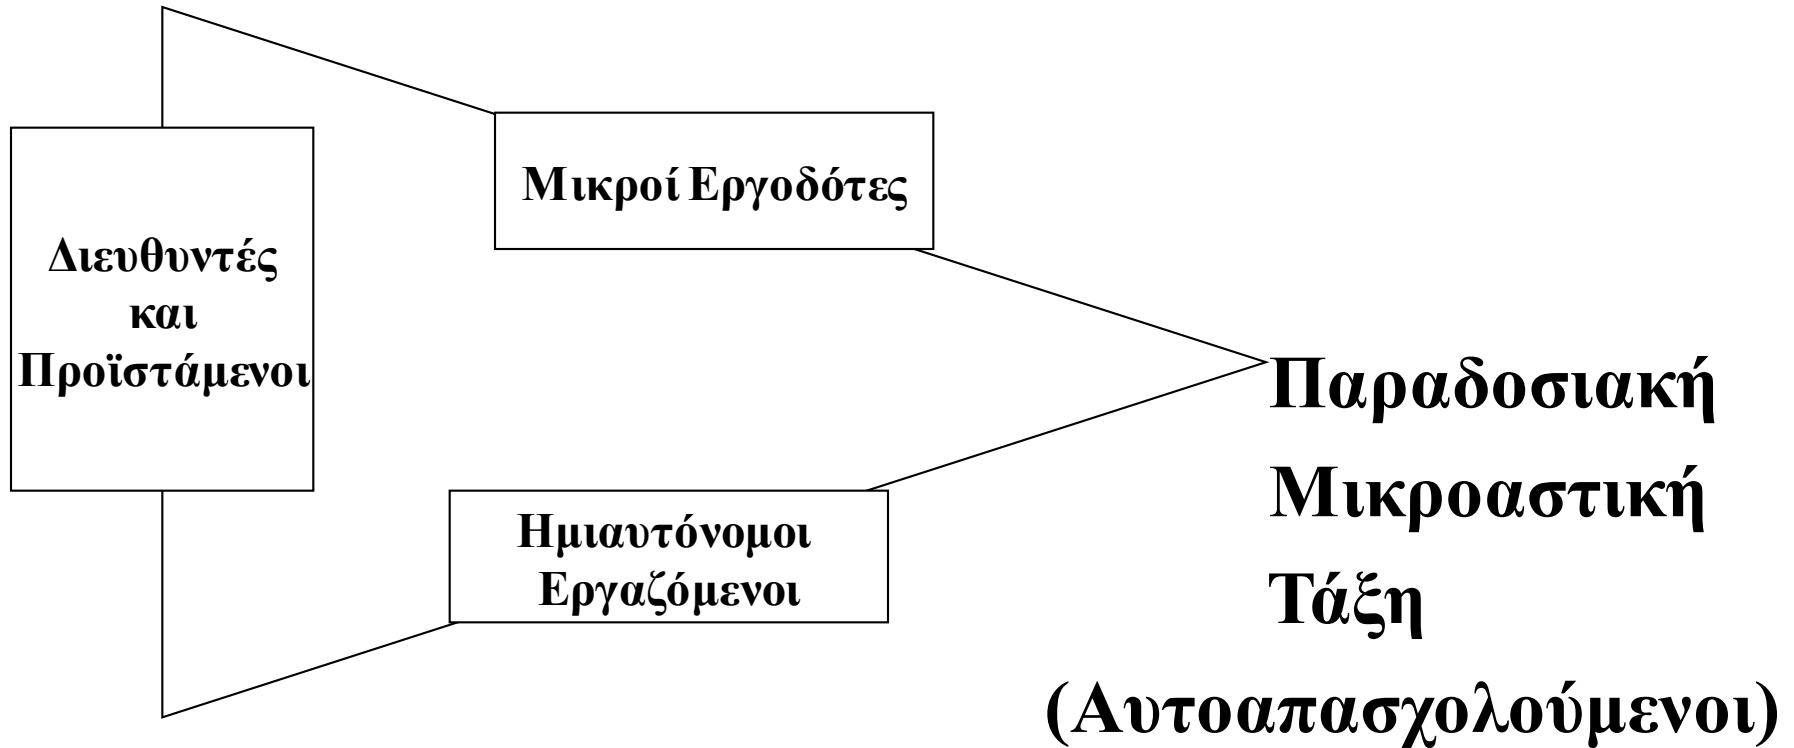 Μικροί Εργοδότες
Διευθυντές
και
Προϊστάμενοι
Παραδοσιακή
Μικροαστική
Τάξη
(Αυτοαπασχολούμενοι)
Ημιαυτόνομοι
Εργαζόμενοι